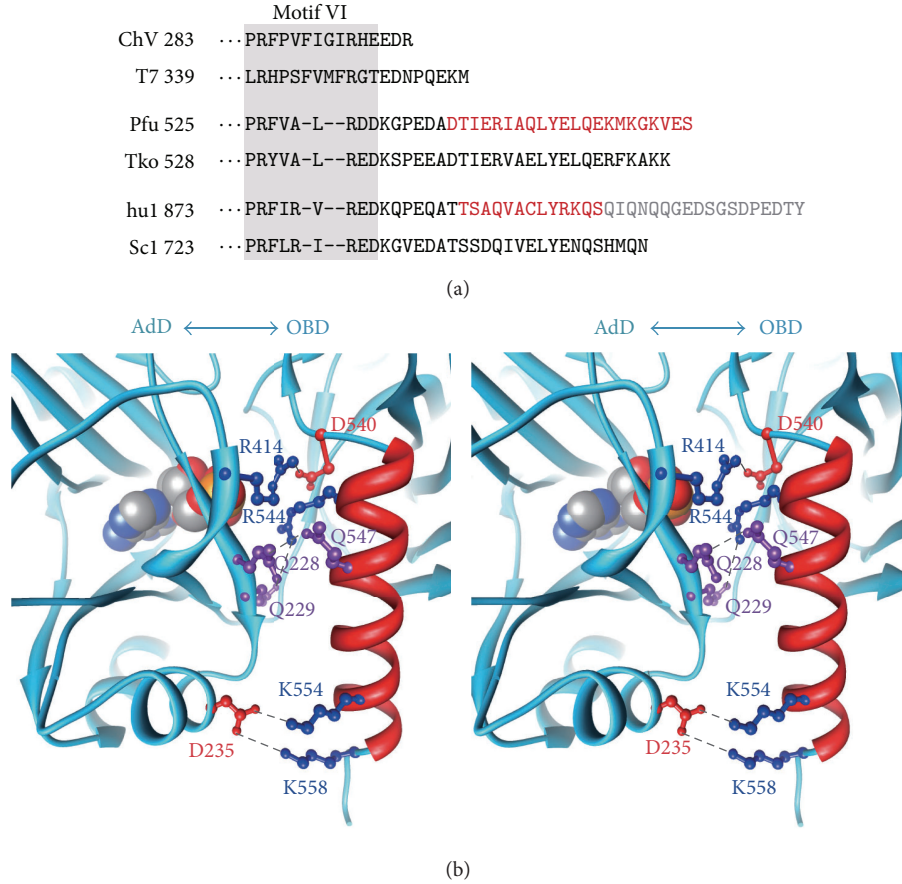 Motif VI
ChV 283 ···PRFPVFIGIRHEEDR
T7 339 ···LRHPSFVMFRGTEDNPQEKM
Pfu 525 ···PRFVA-L--RDDKGPEDADTIERIAQLYELQEKMKGKVES
Tko 528 ···PRYVA-L--REDKSPEEADTIERVAELYELQERFKAKK
hu1 873 ···PRFIR-V--REDKQPEQATTSAQVACLYRKQSQIQNQQGEDSGSDPEDTY
Sc1 723 ···PRFLR-I--REDKGVEDATSSDQIVELYENQSHMQN
(a)
AdD OBD AdD OBD
D540 D540
R414 R414
R544 R544
Q547 Q547
Q228 Q228
Q229 Q229
K554 K554
D235 D235
K558 K558
(b)